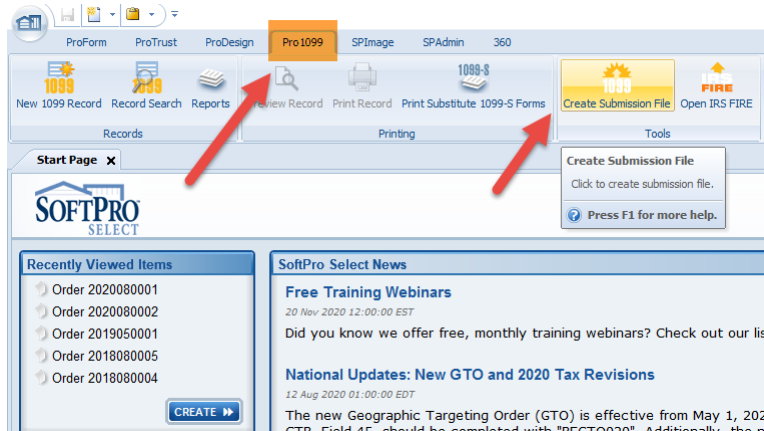 ProForm ProTrust ProDesign Pro1099 SPImage SPAdmin 360
1099 1099 1099-S 1099 IRS FIRE
New 1099 Record Record Search Reports Record Print Record Print Substitute 1099-S Forms Create Submission File Open IRS FIRE
Records Printing Tools
Start Page X
Create Submission File
Click to create submission file.
Press F1 for more help.
SOFTPRO
SELECT
Recently Viewed Items
Order 2020080001
Order 2020080002
Order 2019050001
Order 2018080005
Order 2018080004
CREATE
SoftPro Select News
Free Training Webinars
20 Nov 2020 12:00:00 EST
Did you know we offer free, monthly training webinars? Check out our
National Updates: New GTO and 2020 Tax Revisions
12 Aug 2020 01:00:00 EDT
The new Geographic Targeting Order (GTO) is effective from May 1,